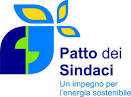 Patto dei
Sindaci
Un impegno per
l'energia sostenibile